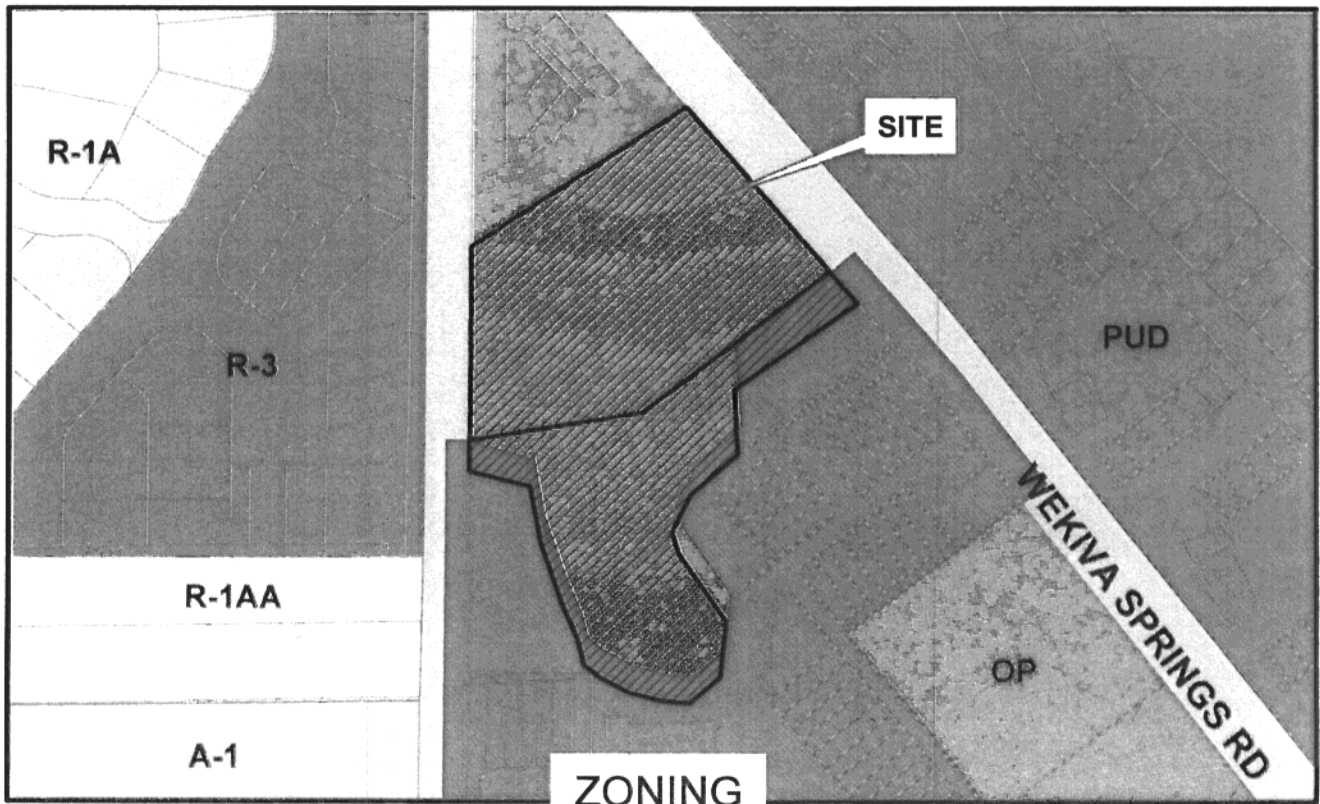 SITE
R-1A
PUD
R-3
WEKIVA SPRINGS RD
R-1AA
OP
A-1
ZONING